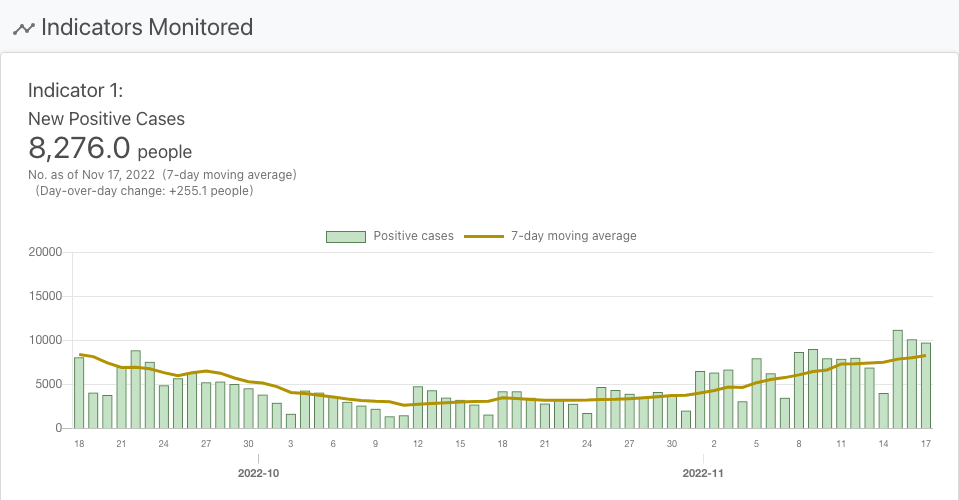 Indicators Monitored
Indicator 1:
New Positive Cases
8,276.0 people
No. as of Nov 17, 2022 (7-day moving average)
(Day-over-day change: +255.1 people)
Positive cases 7-day moving average
20000
15000
10000
5000
0
18 21 24 27 30 3 6 9 12 15 18 21 24 27 30 2 5 8 11 14 17
2022-10 2022-11